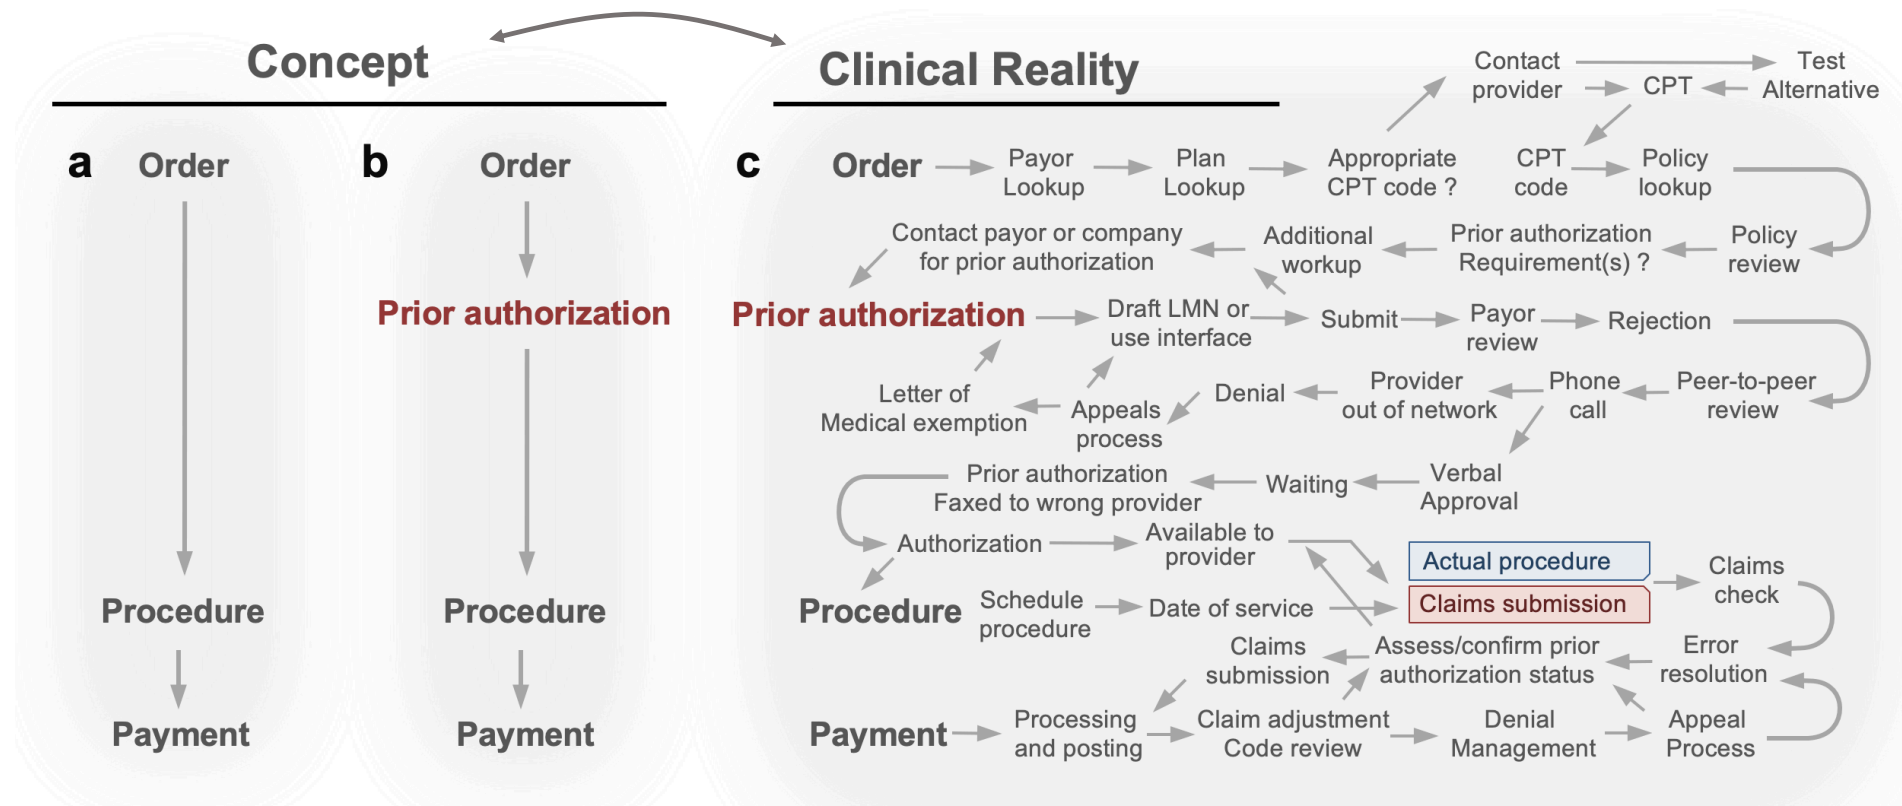 Concept
Clinical Reality
a
Order
Procedure
Payment
b
Order
Prior authorization
Procedure
Payment
c
Contact
provider
Test
Alternative
CPT
Order
Payor
Lookup
Plan
Lookup
Appropriate
CPT code ?
CPT
code
Policy
lookup
Contact payor or company
for prior authorization
Additional
workup
Prior authorization
Requirement(s) ?
Policy
review
Prior authorization
Draft LMN or
use interface
Submit
Payor
review
Rejection
Letter of
Medical exemption
Appeals
process
Denial
Provider
out of network
Phone
call
Peer-to-peer
review
Prior authorization
Faxed to wrong provider
Waiting
Verbal
Approval
Authorization
Available to
provider
Actual procedure
Claims submission
Claims
check
Procedure
Schedule
procedure
Date of service
Claims
submission
Assess/confirm prior
authorization status
Error
resolution
Payment
Processing
and posting
Claim adjustment
Code review
Denial
Management
Appeal
Process